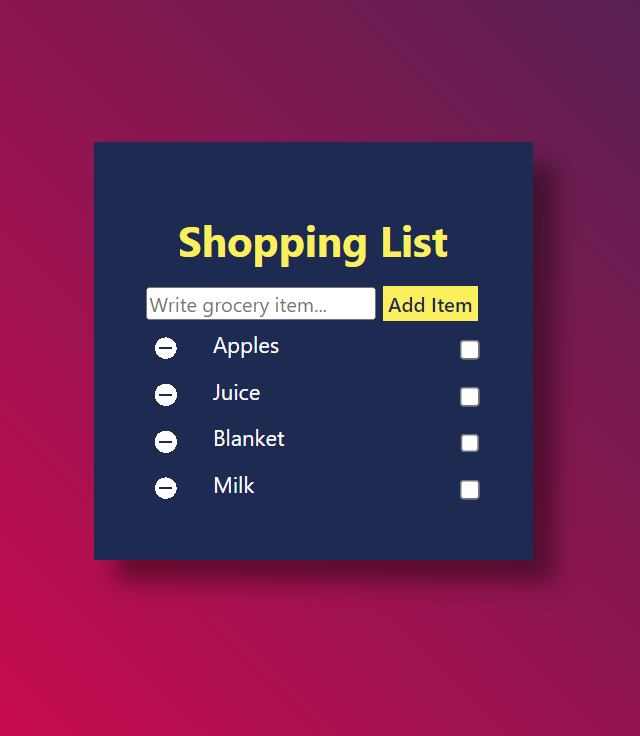 Shopping List
Write grocery item... Add Item
Apples
Juice
Blanket
Milk